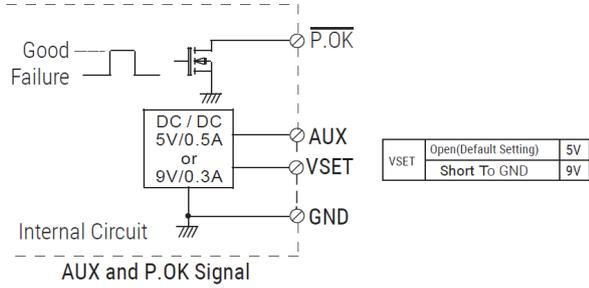 Good
Failure
P.OK
DC / DC
5V/0.5A
or
9V/0.3A
AUX
VSET
GND
Internal Circuit
AUX and P.OK Signal
VSET Open(Default Setting) 5V
Short To GND 9V